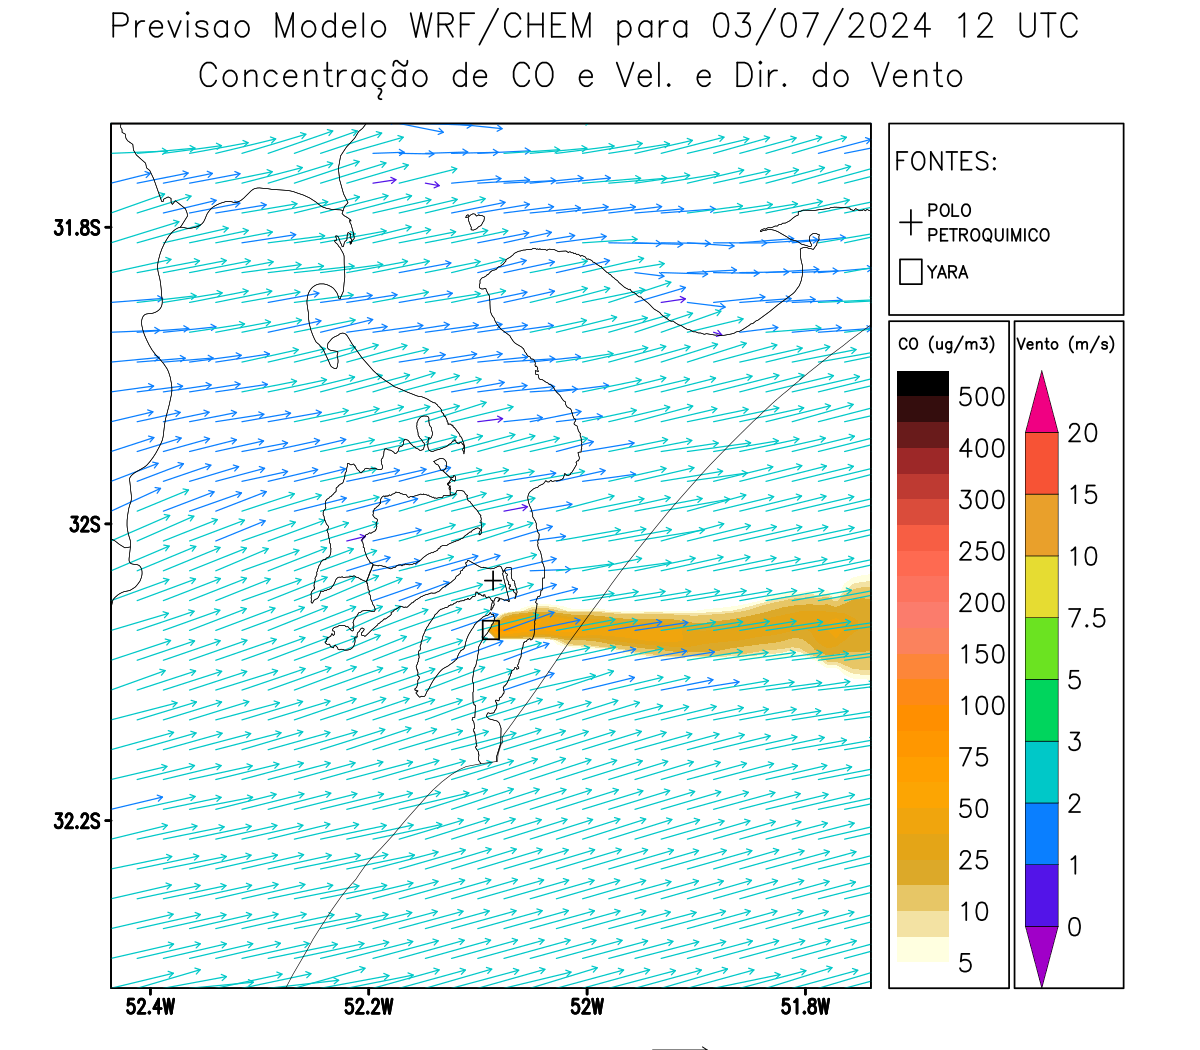 Previsao Modelo WRF/CHEM para 03/07/2024 12 UTC
Concentração de CO e Vel. e Dir. do Vento
FONTES:
POLO
PETROQUIMICO
YARA
CO (ug/m3)
500
400
300
250
200
150
100
75
50
25
10
5
Vento (m/s)
20
15
10
7.5
5
3
2
1
0
31.8S
32S
32.2S
52.4W
52.2W
52W
51.8W